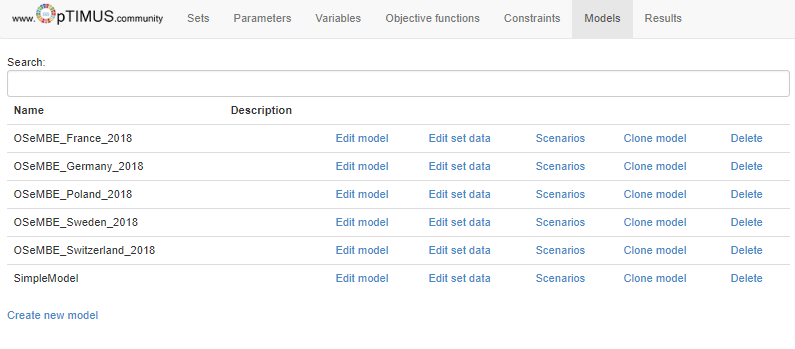 www.OpTIMUS.community Sets Parameters Variables Objective functions Constraints Models Results
Search:
Name Description
OSeMBE_France_2018 Edit model Edit set data Scenarios Clone model Delete
OSeMBE_Germany_2018 Edit model Edit set data Scenarios Clone model Delete
OSeMBE_Poland_2018 Edit model Edit set data Scenarios Clone model Delete
OSeMBE_Sweden_2018 Edit model Edit set data Scenarios Clone model Delete
OSeMBE_Switzerland_2018 Edit model Edit set data Scenarios Clone model Delete
SimpleModel Edit model Edit set data Scenarios Clone model Delete
Create new model